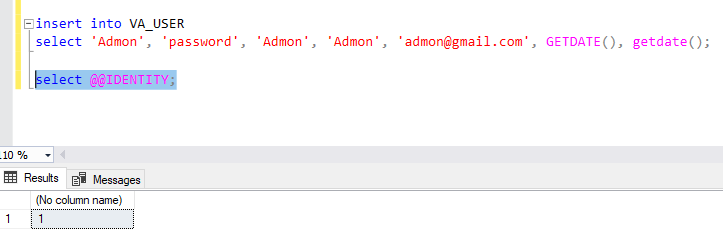 insert into VA_USER
select 'Admon', 'password', 'Admon', 'Admon', 'admon@gmail.com', GETDATE(), getdate();
select @@IDENTITY;
110 %
Results Messages
(No column name)
1 1